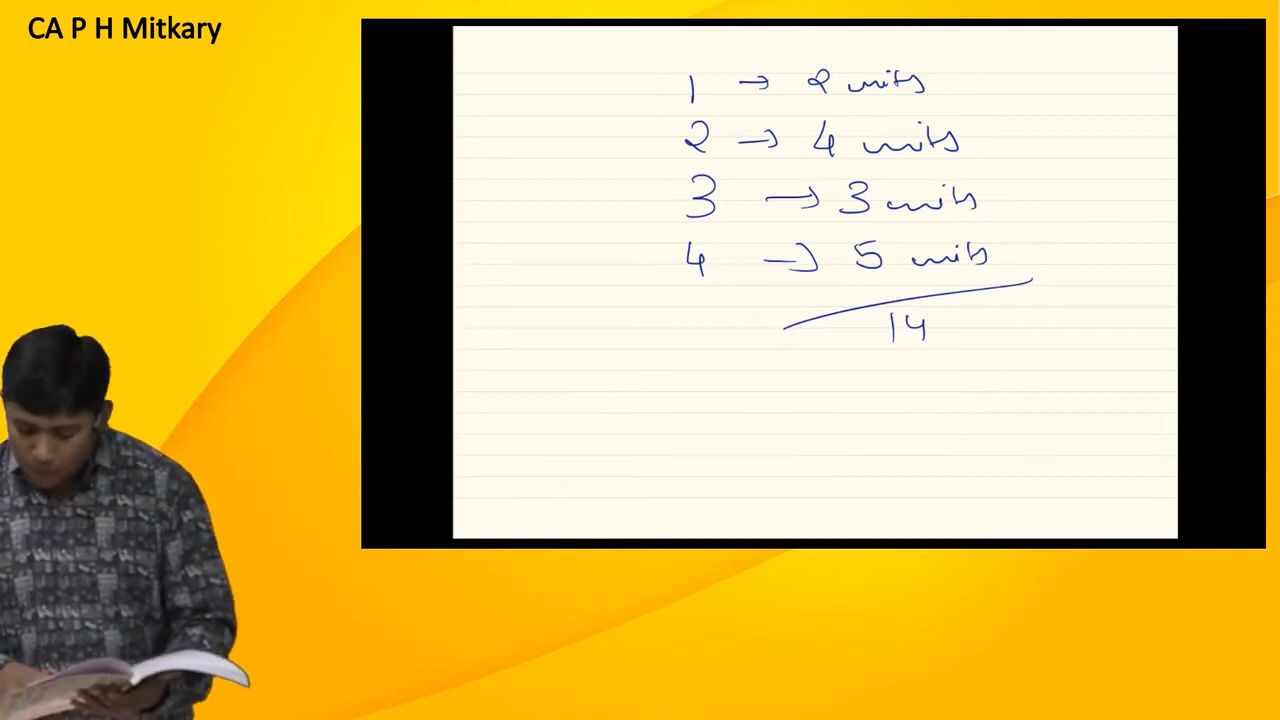 CA P H Mitkary
1 → 2 units
2 → 4 units
3 → 3 units
4 → 5 units
14